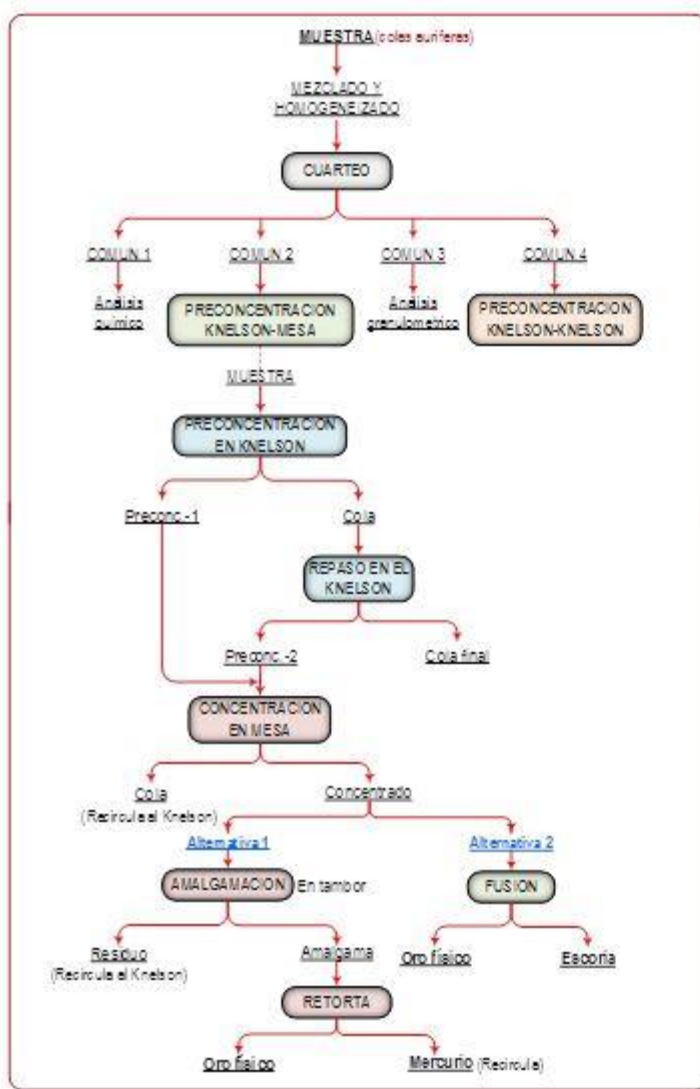 MUESTRA (colas auríferas)
MEZCLADO Y
HOMOGENEIZADO
CUARTEO
COMUN 1
COMUN 2
COMUN 3
COMUN 4
Análisis
químico
PRECONCENTRACION
KNELSON-MESA
Análisis
granulométrico
PRECONCENTRACION
KNELSON-KNELSON
MUESTRA
PRECONCENTRACION
EN KNELSON
Preconc.-1
Cola
REPASO EN EL
KNELSON
Preconc.-2
Cola final
CONCENTRACION
EN MESA
Cola
(Recircula al Knelson)
Concentrado
Alternativa 1
Alternativa 2
AMALGAMACION En tambor
FUSION
Residuo
(Recircula al Knelson)
Amalgama
Oro físico
Escoria
RETORTA
Oro físico
Mercurio (Recircula)